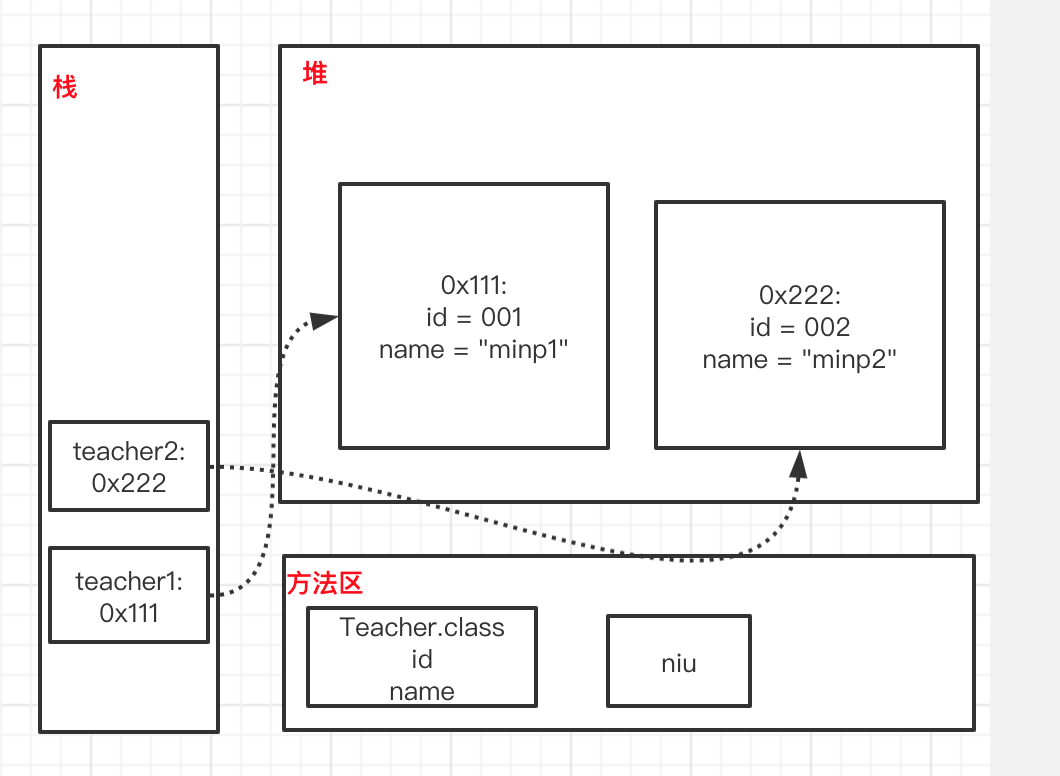 栈
teacher2:
0x222
teacher1:
0x111
堆
0x111:
id = 001
name = "minp1"
0x222:
id = 002
name = "minp2"
方法区
Teacher.class
id
name
niu